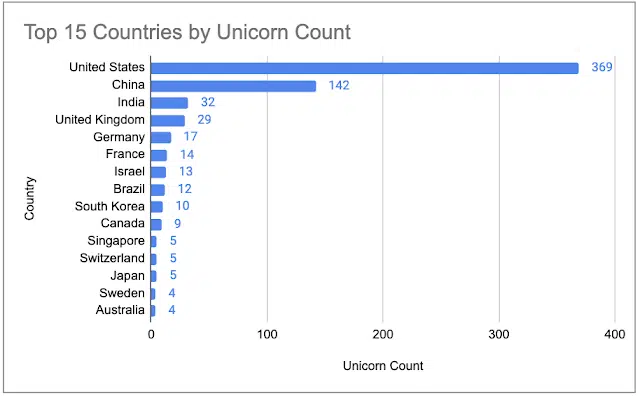 Top 15 Countries by Unicorn Count
Country
United States 369
China 142
India 32
United Kingdom 29
Germany 17
France 14
Israel 13
Brazil 12
South Korea 10
Canada 9
Singapore 5
Switzerland 5
Japan 5
Sweden 4
Australia 4
0 100 200 300 400
Unicorn Count